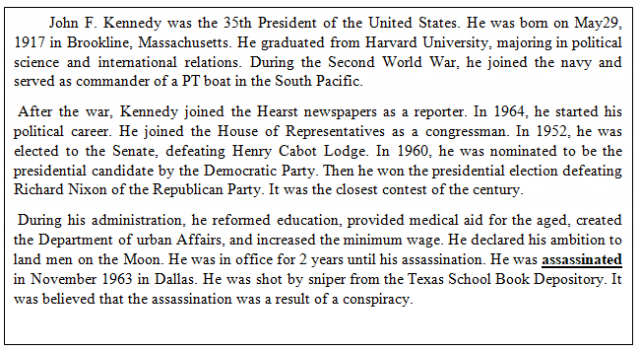 John F. Kennedy was the 35th President of the United States. He was born on May29,
1917 in Brookline, Massachusetts. He graduated from Harvard University, majoring in political
science and international relations. During the Second World War, he joined the navy and
served as commander of a PT boat in the South Pacific.
After the war, Kennedy joined the Hearst newspapers as a reporter. In 1964, he started his
political career. He joined the House of Representatives as a congressman. In 1952, he was
elected to the Senate, defeating Henry Cabot Lodge. In 1960, he was nominated to be the
presidential candidate by the Democratic Party. Then he won the presidential election defeating
Richard Nixon of the Republican Party. It was the closest contest of the century.
During his administration, he reformed education, provided medical aid for the aged, created
the Department of urban Affairs, and increased the minimum wage. He declared his ambition to
land men on the Moon. He was in office for 2 years until his assassination. He was assassinated
in November 1963 in Dallas. He was shot by sniper from the Texas School Book Depository. It
was believed that the assassination was a result of a conspiracy.